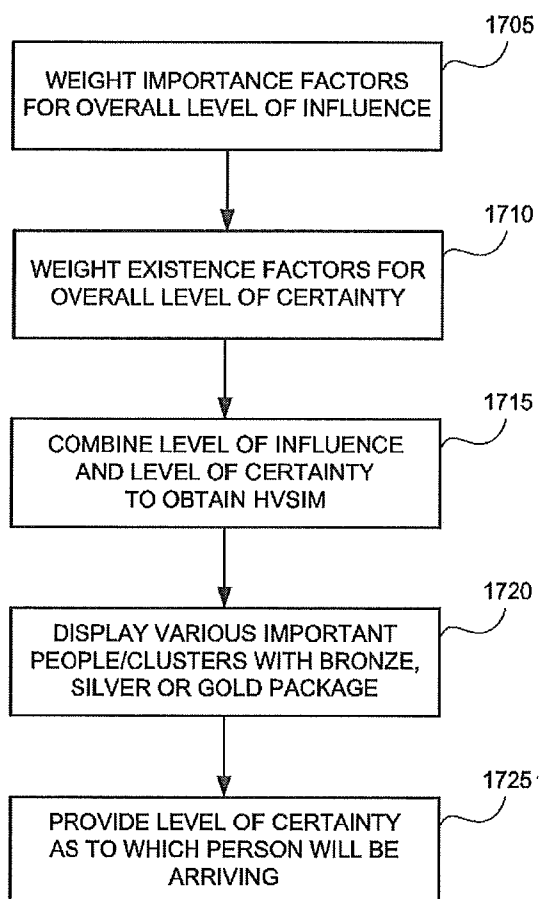 1705
WEIGHT IMPORTANCE FACTORS
FOR OVERALL LEVEL OF INFLUENCE
1710
WEIGHT EXISTENCE FACTORS FOR
OVERALL LEVEL OF CERTAINTY
1715
COMBINE LEVEL OF INFLUENCE
AND LEVEL OF CERTAINTY
TO OBTAIN HVSIM
1720
DISPLAY VARIOUS IMPORTANT
PEOPLE/CLUSTERS WITH BRONZE,
SILVER OR GOLD PACKAGE
1725
PROVIDE LEVEL OF CERTAINTY
AS TO WHICH PERSON WILL BE
ARRIVING